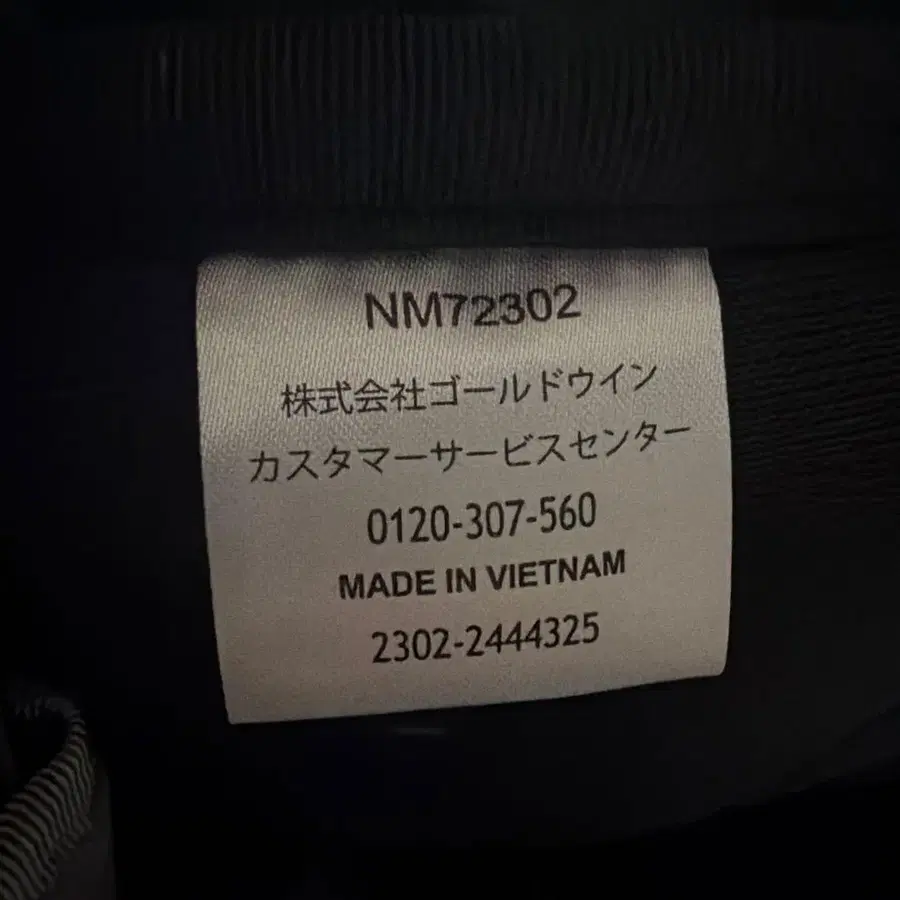 NM72302
株式会社ゴールドウイン
カスタマーサービスセンター
0120-307-560
MADE IN VIETNAM
2302-2444325